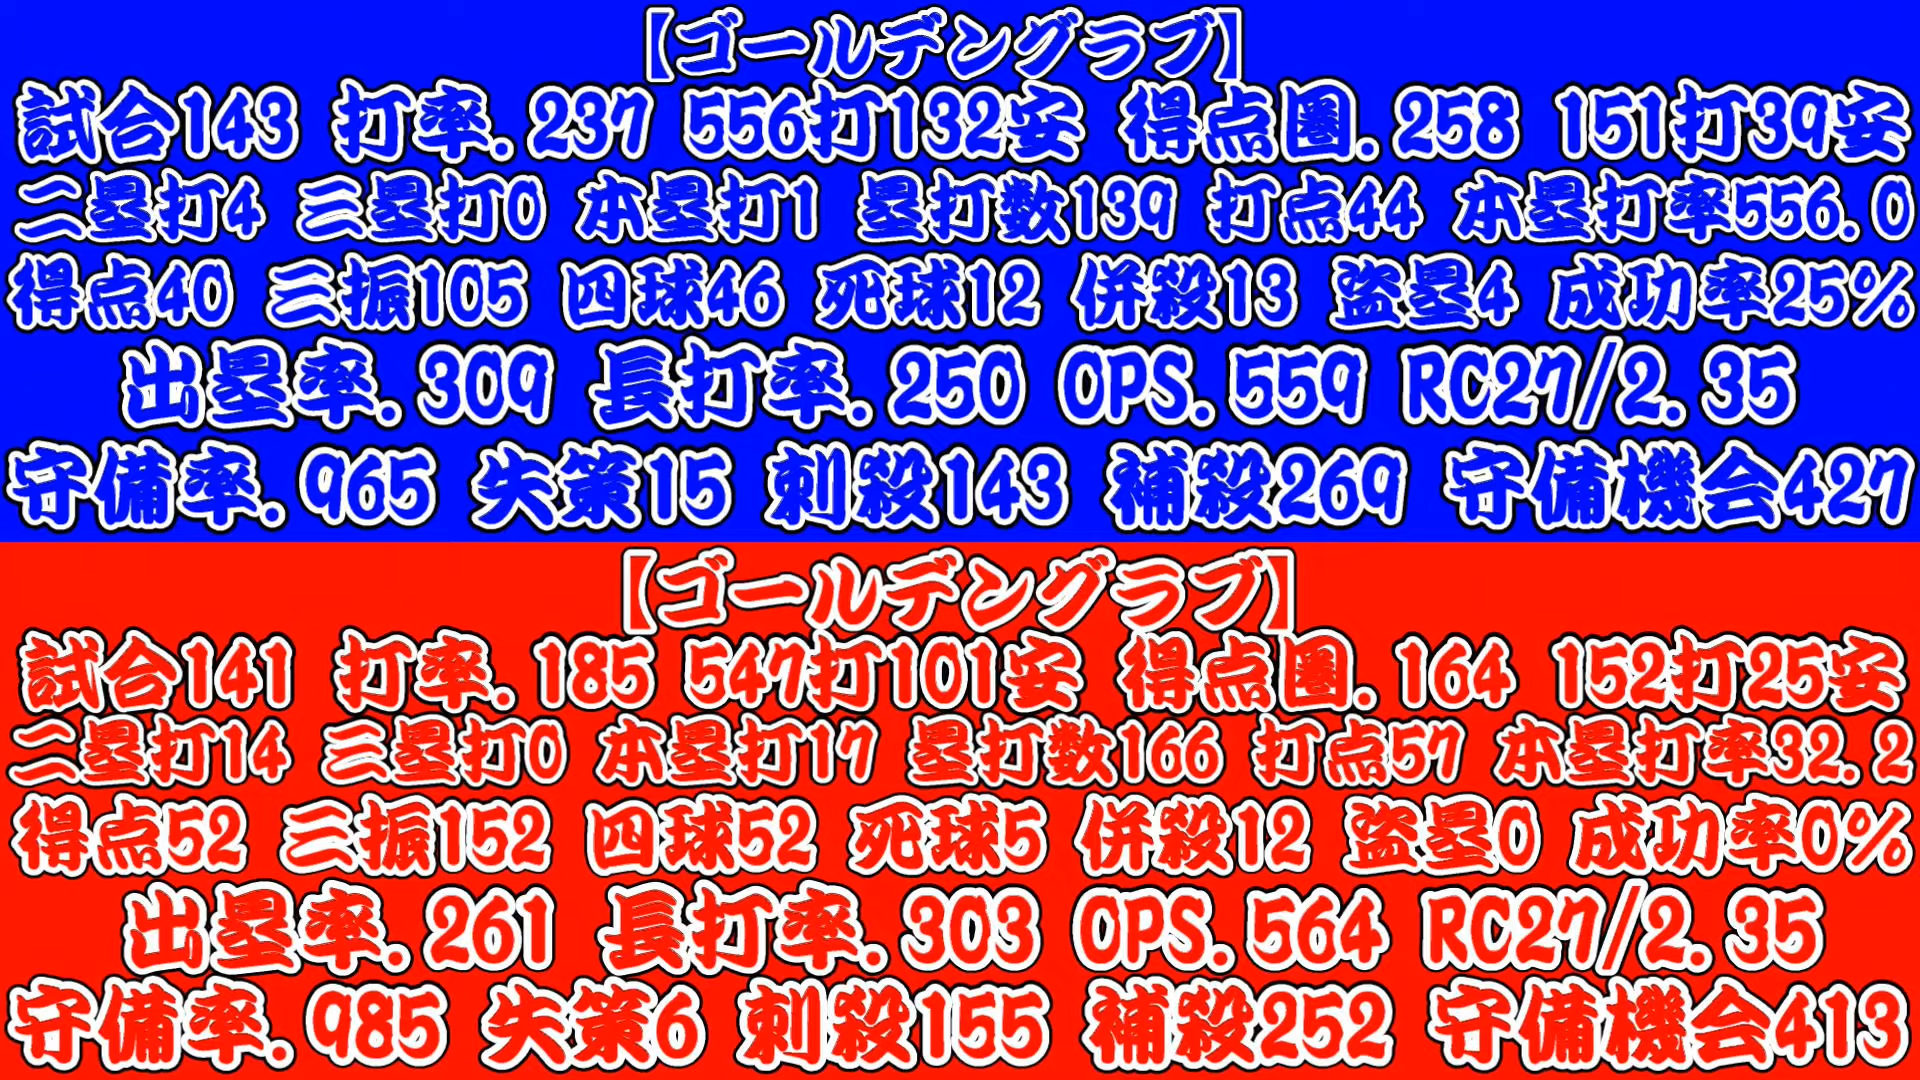 【ゴールデングラブ】
試合143 打率.237 556打132安 得点圏.258 151打39安
二塁打4 三塁打0 本塁打1 塁打数139 打点44 本塁打率556.0
得点40 三振105 四球46 死球12 併殺13 盗塁4 成功率25%
出塁率.309 長打率.250 OPS.559 RC27/2.35
守備率.965 失策15 刺殺143 補殺269 守備機会427
【ゴールデングラブ】
試合141 打率.185 547打101安 得点圏.164 152打25安
二塁打14 三塁打0 本塁打17 塁打数166 打点57 本塁打率32.2
得点52 三振152 四球52 死球5 併殺12 盗塁0 成功率0%
出塁率.261 長打率.303 OPS.564 RC27/2.35
守備率.985 失策6 刺殺155 補殺252 守備機会413